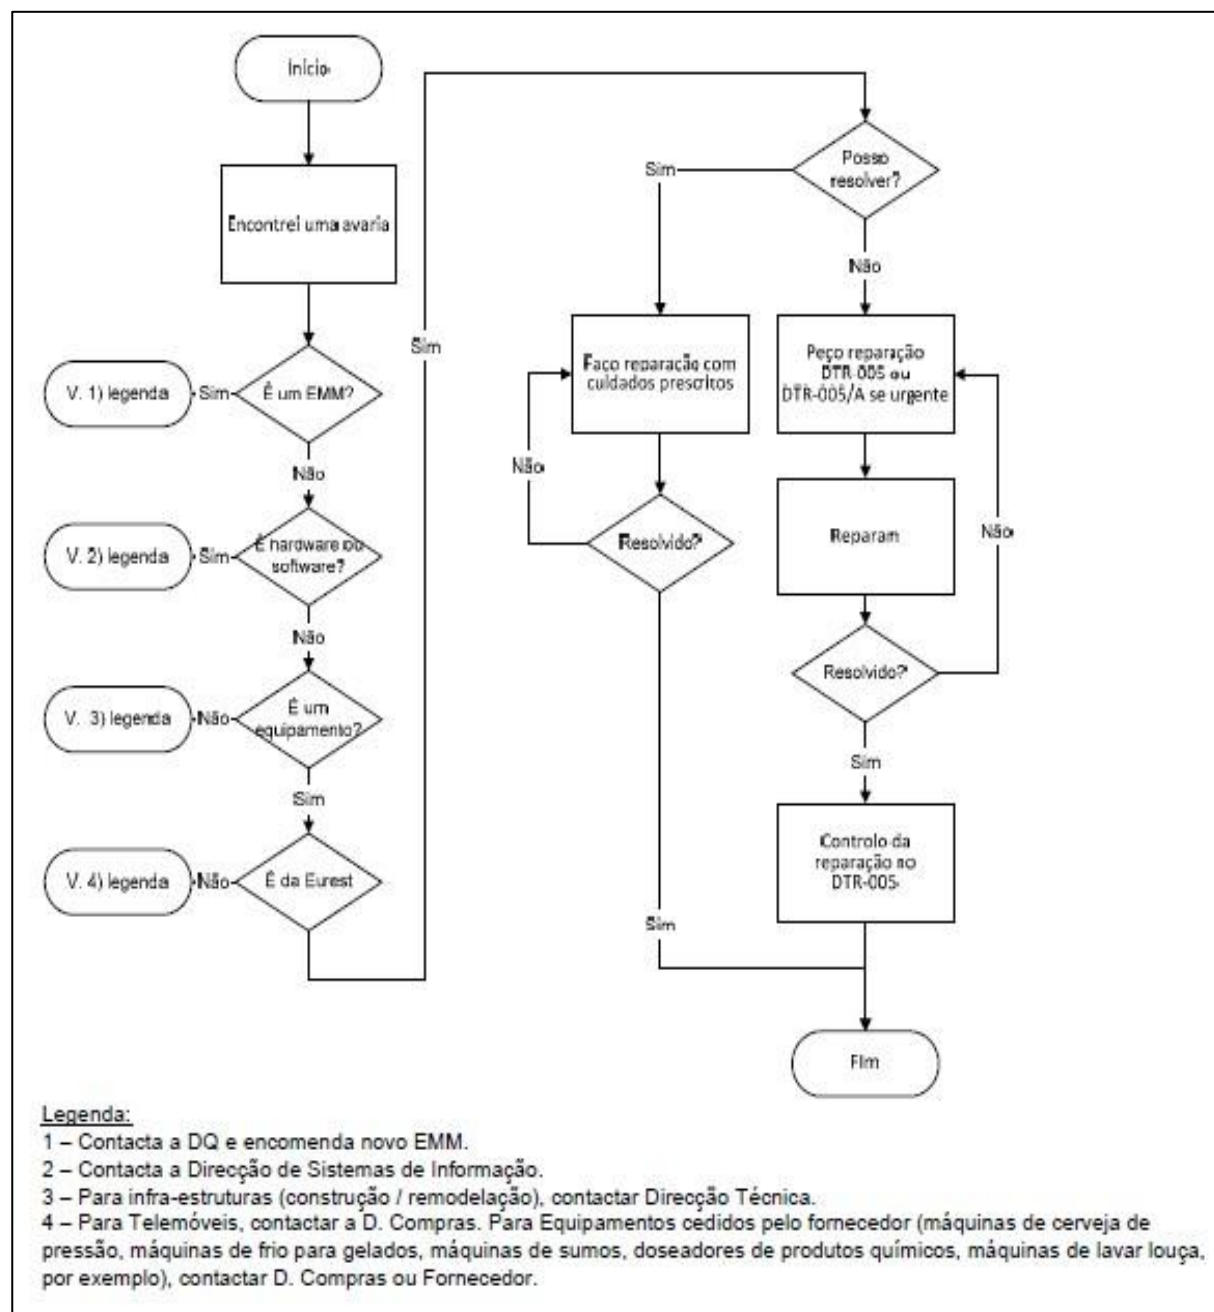 Início
Encontrei uma avaria
É um EMM?
Sim
V. 1) legenda
Não
É hardware ou
software?
Sim
V. 2) legenda
Não
É um
equipamento?
Não
V. 3) legenda
Sim
É da Eurest
Não
V. 4) legenda
Sim
Posso
resolver?
Sim
Não
Faço reparação com
cuidados prescritos
Não
Resolvido?
Sim
Peço reparação
DTR-005 ou
DTR-005/A se urgente
Reparam
Não
Resolvido?
Sim
Controlo da
reparação no
DTR-005
Fim
Legenda:
1 – Contacta a DQ e encomenda novo EMM.
2 – Contacta a Direcção de Sistemas de Informação.
3 – Para infra-estruturas (construção / remodelação), contactar Direcção Técnica.
4 – Para Telemóveis, contactar a D. Compras. Para Equipamentos cedidos pelo fornecedor (máquinas de cerveja de
pressão, máquinas de frio para gelados, máquinas de sumos, doseadores de produtos químicos, máquinas de lavar louça,
por exemplo), contactar D. Compras ou Fornecedor.